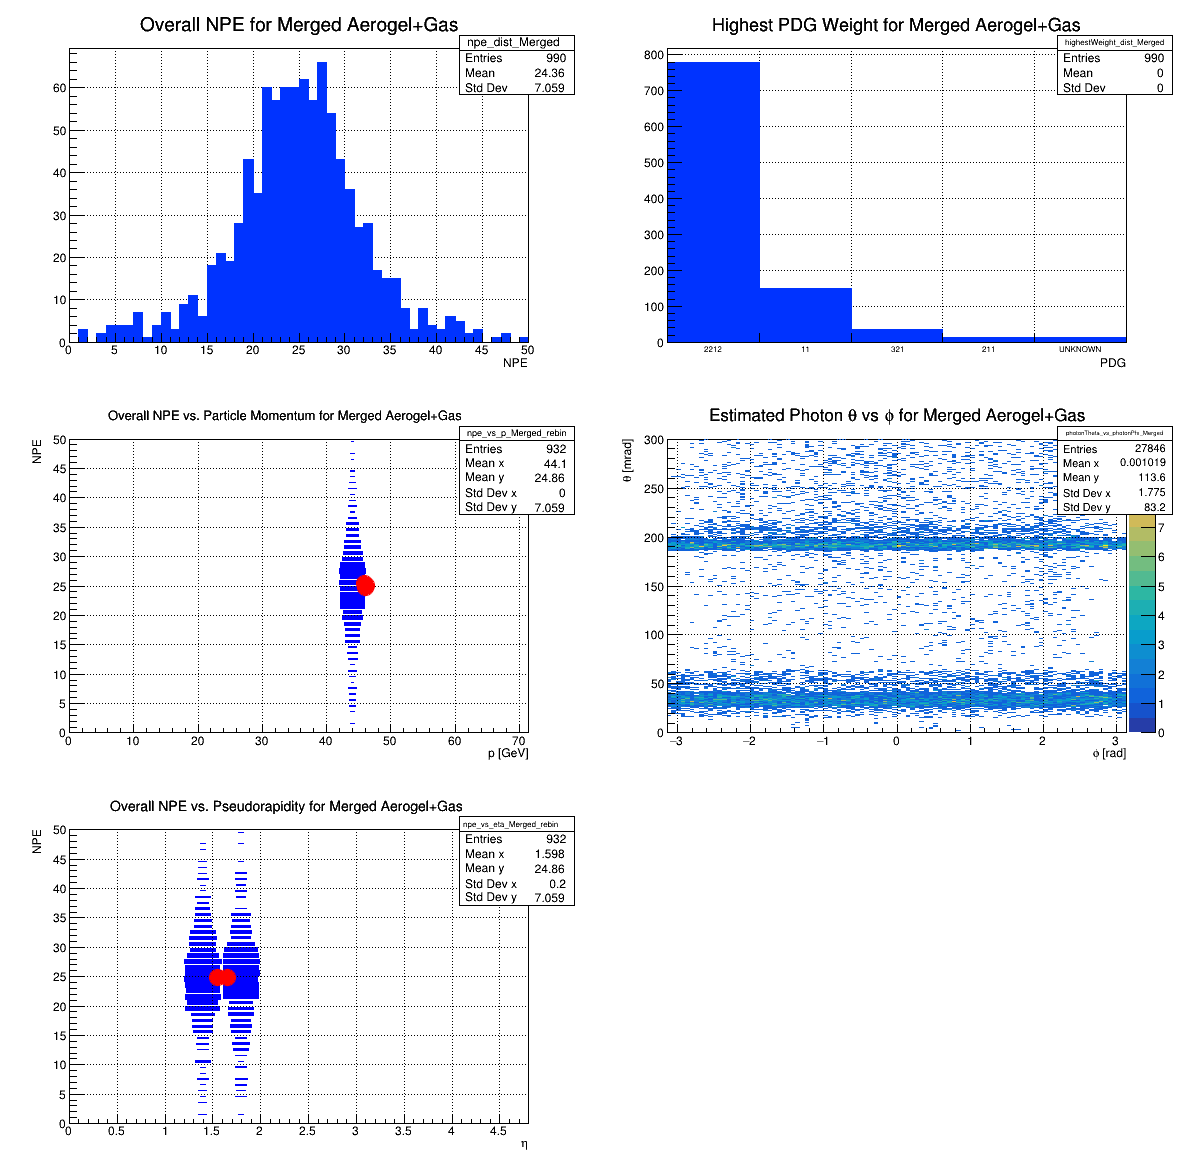 Overall NPE for Merged Aerogel+Gas
npe_dist_Merged
Entries 990
Mean 24.36
Std Dev 7.059
60
50
40
30
20
10
0
0 5 10 15 20 25 30 35 40 45 50
NPE
Highest PDG Weight for Merged Aerogel+Gas
highestWeight_dist_Merged
Entries 990
Mean 0
Std Dev 0
800
700
600
500
400
300
200
100
0
2212 11 321 211 UNKNOWN
PDG
Overall NPE vs. Particle Momentum for Merged Aerogel+Gas
npe_vs_p_Merged_rebin
Entries 932
Mean x 44.1
Mean y 24.86
Std Dev x 0
Std Dev y 7.059
NPE
50
45
40
35
30
25
20
15
10
5
0
0 10 20 30 40 50 60 70
p [GeV]
Estimated Photon θ vs ϕ for Merged Aerogel+Gas
photonTheta_vs_photonPhi_Merged
Entries 27846
Mean x 0.001019
Mean y 113.6
Std Dev x 1.775
Std Dev y 83.2
θ [mrad]
300
250
200
150
100
50
0
−3 −2 −1 0 1 2 3
ϕ [rad]
7
6
5
4
3
2
1
0
Overall NPE vs. Pseudorapidity for Merged Aerogel+Gas
npe_vs_eta_Merged_rebin
Entries 932
Mean x 1.598
Mean y 24.86
Std Dev x 0.2
Std Dev y 7.059
NPE
50
45
40
35
30
25
20
15
10
5
0
0 0.5 1 1.5 2 2.5 3 3.5 4 4.5
η